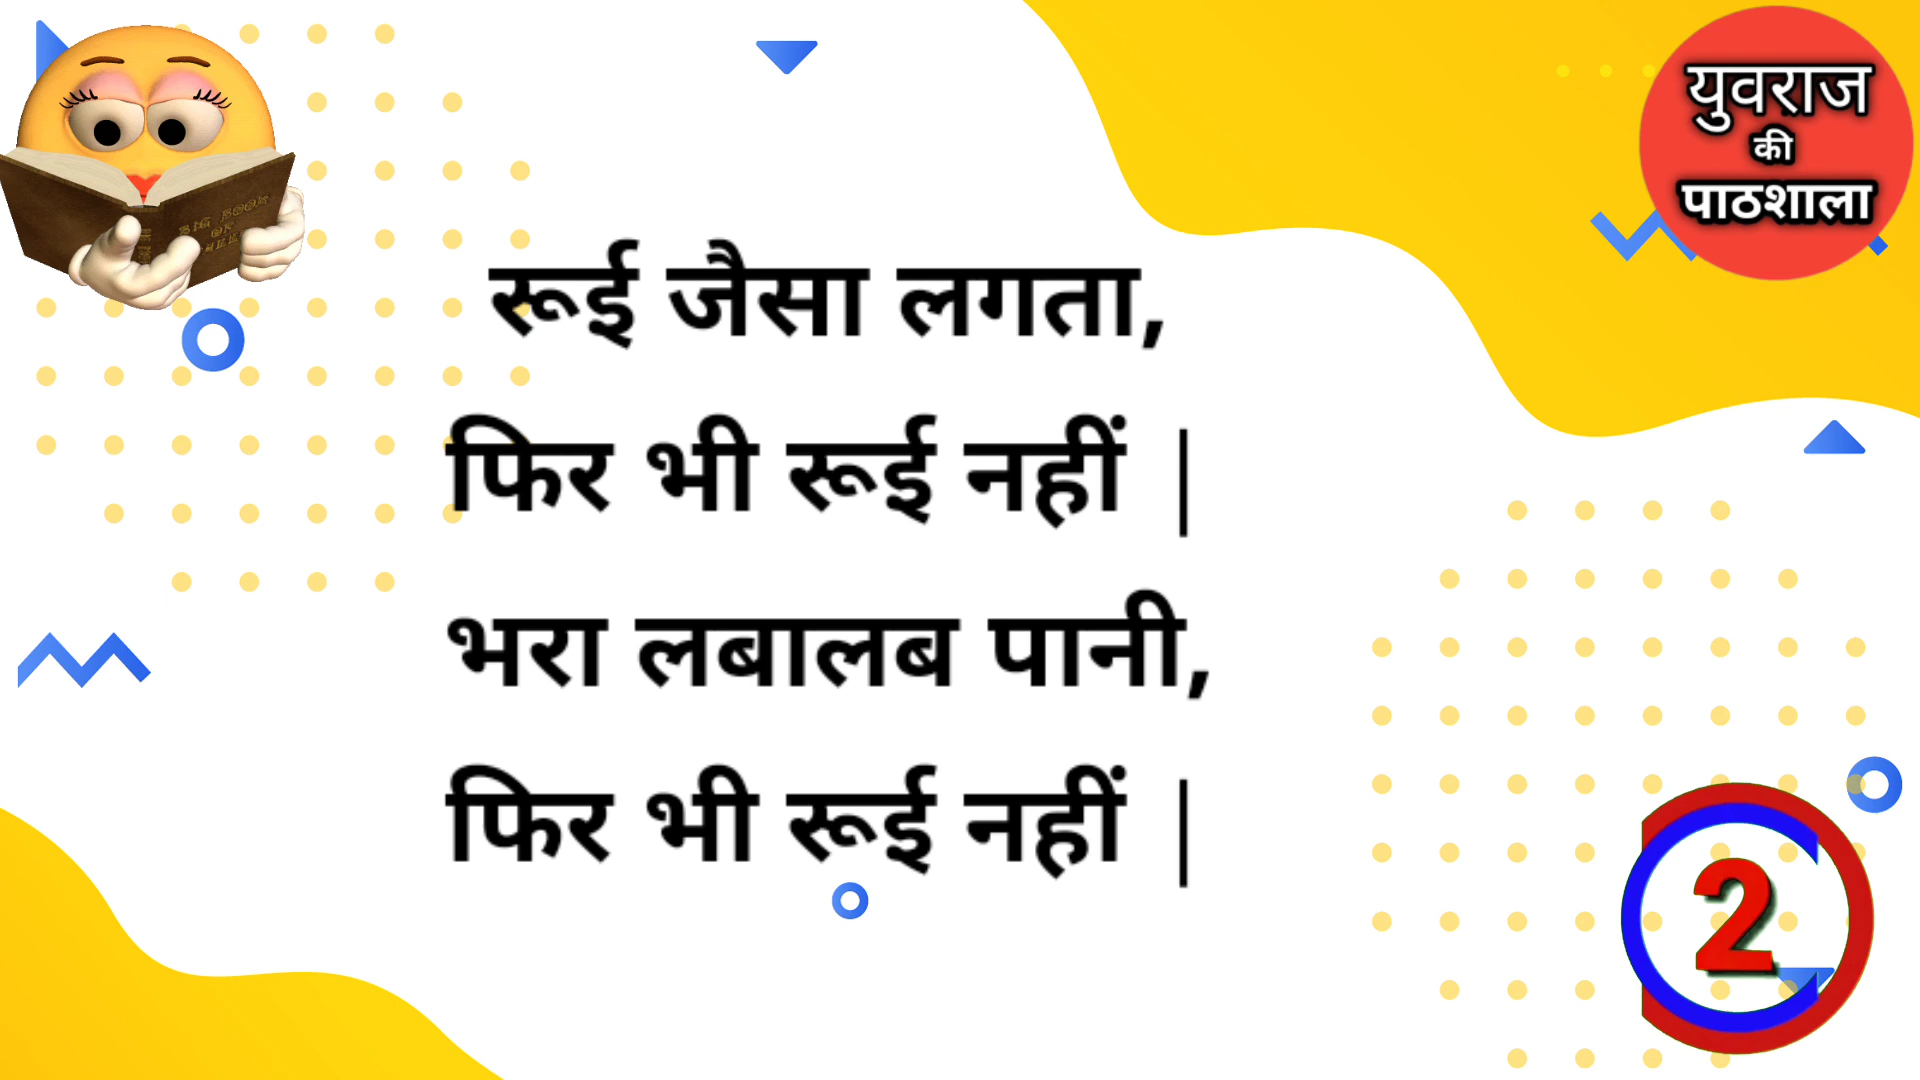 युवराज
की
पाठशाला
रूई जैसा लगता,
फिर भी रूई नहीं |
भरा लबालब पानी,
फिर भी रूई नहीं |
2